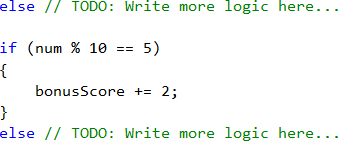 else // TODO: Write more logic here...
if (num % 10 == 5)
{
    bonusScore += 2;
}
else // TODO: Write more logic here...